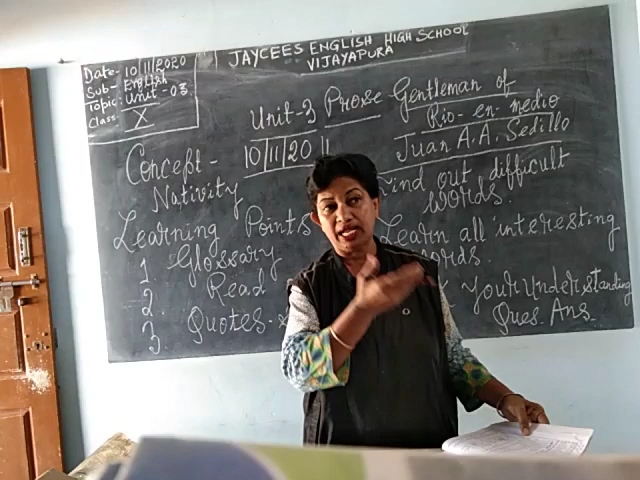 Date- 10/11/2020
Sub- English
Topic: Unit-03
Class X
JAYCEES ENGLISH HIGH SCHOOL
VIJAYAPURA
Unit-3 Prose Gentleman of
Rio-en-medio
10/11/20 Juan A.A. Sedillo
Concept-
Nativity
Find out difficult
words.
Learning Points
1 Glossary
2. Read
3 Quotes-
Learn all interesting
words.
your understanding
Ques. Ans.